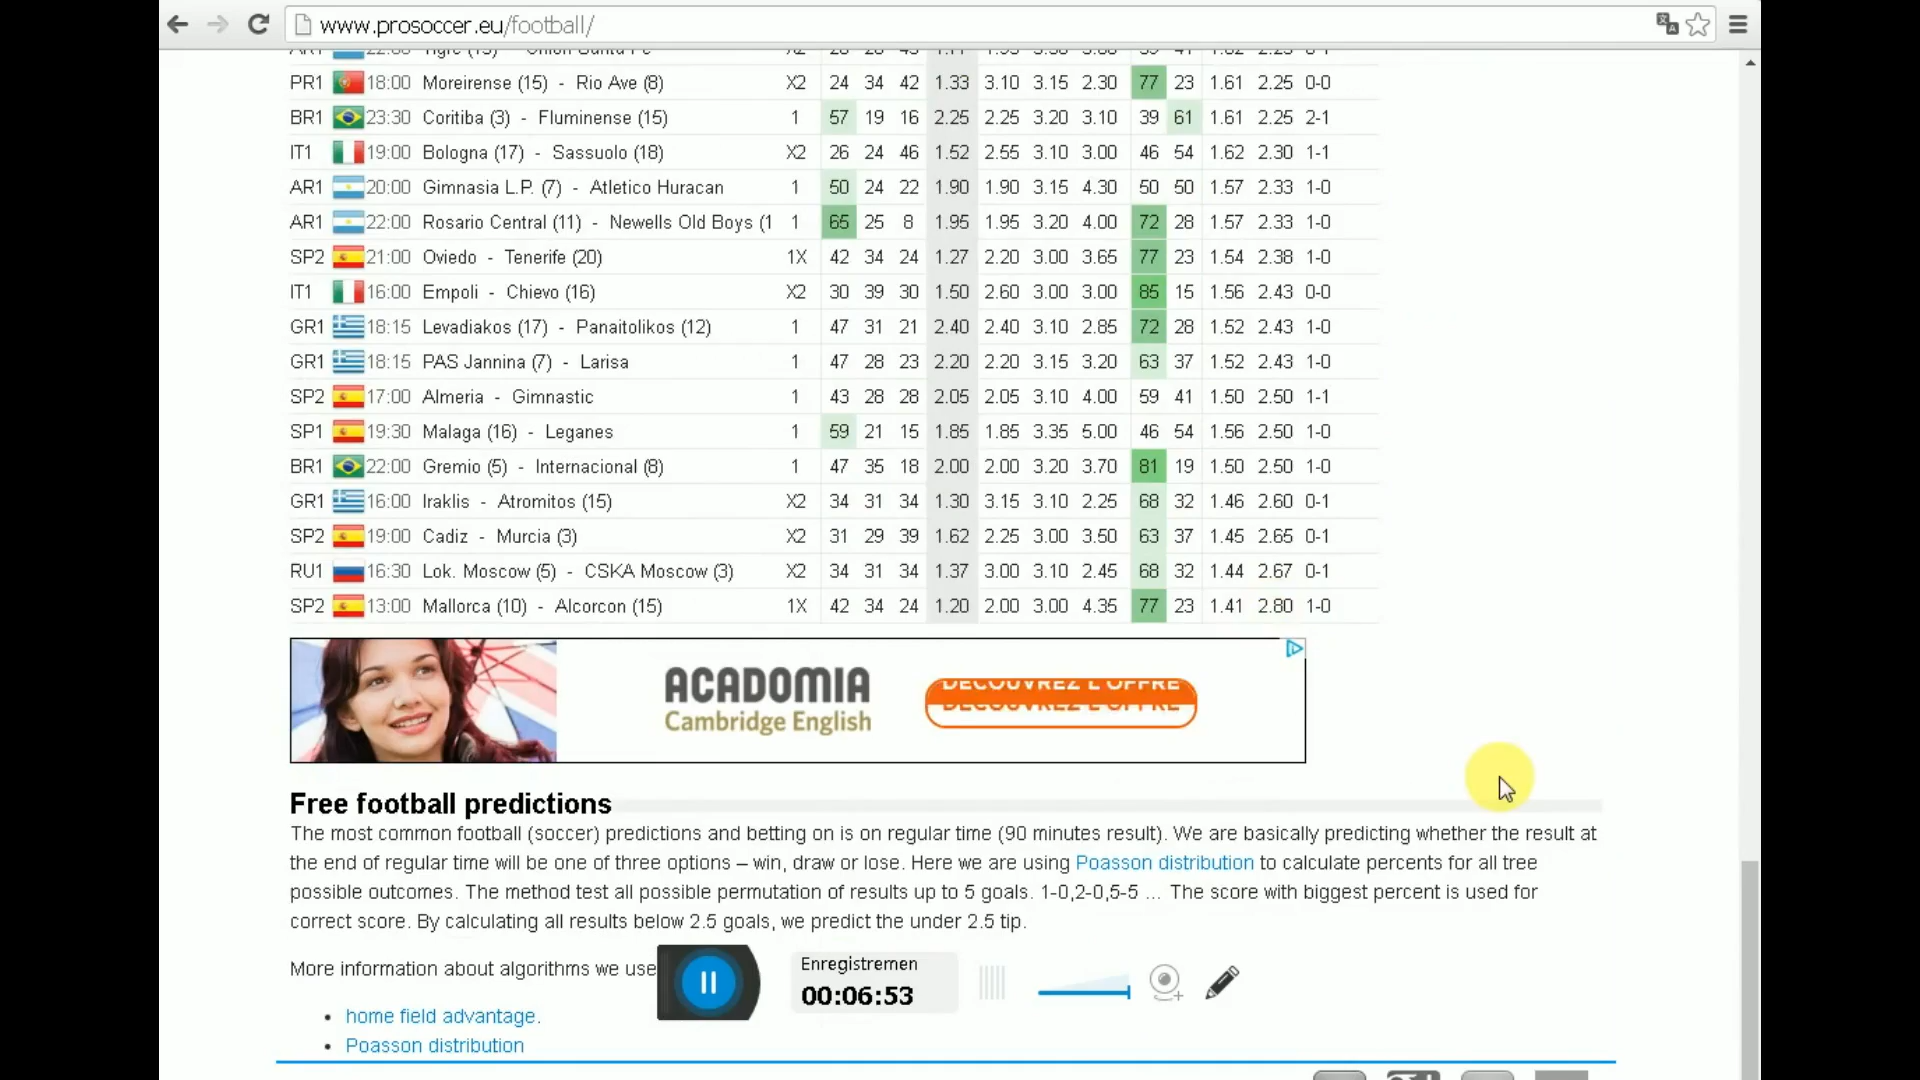 www.prosoccer.eu/football/
PR1 18:00 Moreirense (15) - Rio Ave (8) X2 24 34 42 1.33 3.10 3.15 2.30 77 23 1.61 2.25 0-0
BR1 23:30 Coritiba (3) - Fluminense (15) 1 57 19 16 2.25 2.25 3.20 3.10 39 61 1.61 2.25 2-1
IT1 19:00 Bologna (17) - Sassuolo (18) X2 26 24 46 1.52 2.55 3.10 3.00 46 54 1.62 2.30 1-1
AR1 20:00 Gimnasia L.P. (7) - Atletico Huracan 1 50 24 22 1.90 1.90 3.15 4.30 50 50 1.57 2.33 1-0
AR1 22:00 Rosario Central (11) - Newells Old Boys (1 1 65 25 8 1.95 1.95 3.20 4.00 72 28 1.57 2.33 1-0
SP2 21:00 Oviedo - Tenerife (20) 1X 42 34 24 1.27 2.20 3.00 3.65 77 23 1.54 2.38 1-0
IT1 16:00 Empoli - Chievo (16) X2 30 39 30 1.50 2.60 3.00 3.00 85 15 1.56 2.43 0-0
GR1 18:15 Levadiakos (17) - Panaitolikos (12) 1 47 31 21 2.40 2.40 3.10 2.85 72 28 1.52 2.43 1-0
GR1 18:15 PAS Jannina (7) - Larisa 1 47 28 23 2.20 2.20 3.15 3.20 63 37 1.52 2.43 1-0
SP2 17:00 Almeria - Gimnastic 1 43 28 28 2.05 2.05 3.10 4.00 59 41 1.50 2.50 1-1
SP1 19:30 Malaga (16) - Leganes 1 59 21 15 1.85 1.85 3.35 5.00 46 54 1.56 2.50 1-0
BR1 22:00 Gremio (5) - Internacional (8) 1 47 35 18 2.00 2.00 3.20 3.70 81 19 1.50 2.50 1-0
GR1 16:00 Iraklis - Atromitos (15) X2 34 31 34 1.30 3.15 3.10 2.25 68 32 1.46 2.60 0-1
SP2 19:00 Cadiz - Murcia (3) X2 31 29 39 1.62 2.25 3.00 3.50 63 37 1.45 2.65 0-1
RU1 16:30 Lok. Moscow (5) - CSKA Moscow (3) X2 34 31 34 1.37 3.00 3.10 2.45 68 32 1.44 2.67 0-1
SP2 13:00 Mallorca (10) - Alcorcon (15) 1X 42 34 24 1.20 2.00 3.00 4.35 77 23 1.41 2.80 1-0
ACADOMIA
Cambridge English
DÉCOUVREZ L'OFFRE
DÉCOUVREZ L'OFFRE
Free football predictions
The most common football (soccer) predictions and betting on is on regular time (90 minutes result). We are basically predicting whether the result at
the end of regular time will be one of three options – win, draw or lose. Here we are using Poasson distribution to calculate percents for all tree
possible outcomes. The method test all possible permutation of results up to 5 goals. 1-0,2-0,5-5 ... The score with biggest percent is used for
correct score. By calculating all results below 2.5 goals, we predict the under 2.5 tip.
More information about algorithms we use
Enregistremen
00:06:53
• home field advantage.
• Poasson distribution